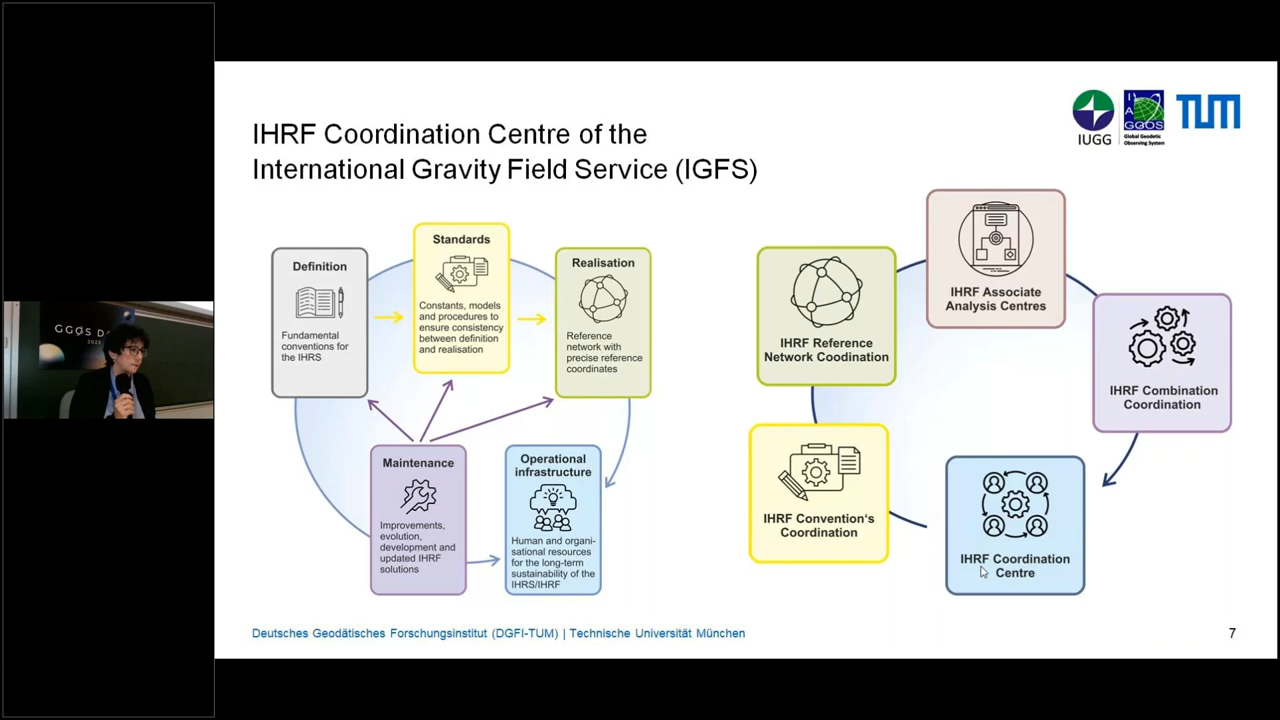 IHRF Coordination Centre of the
International Gravity Field Service (IGFS)
IUGG
I
A
G
GGOS
Global Geodetic
Observing System
TUM
Definition
Fundamental
conventions for
the IHRS
Standards
Constants, models
and procedures to
ensure consistency
between definition
and realisation
Realisation
Reference
network with
precise reference
coordinates
Maintenance
Improvements,
evolution,
development and
updated IHRF
solutions
Operational
infrastructure
Human and organi-
sational resources
for the long-term
sustainability of the
IHRS/IHRF
IHRF Reference
Network Coodination
IHRF Associate
Analysis Centres
IHRF Combination
Coordination
IHRF Convention's
Coordination
IHRF Coordination
Centre
GGOS D
Deutsches Geodätisches Forschungsinstitut (DGFI-TUM) | Technische Universität München
7